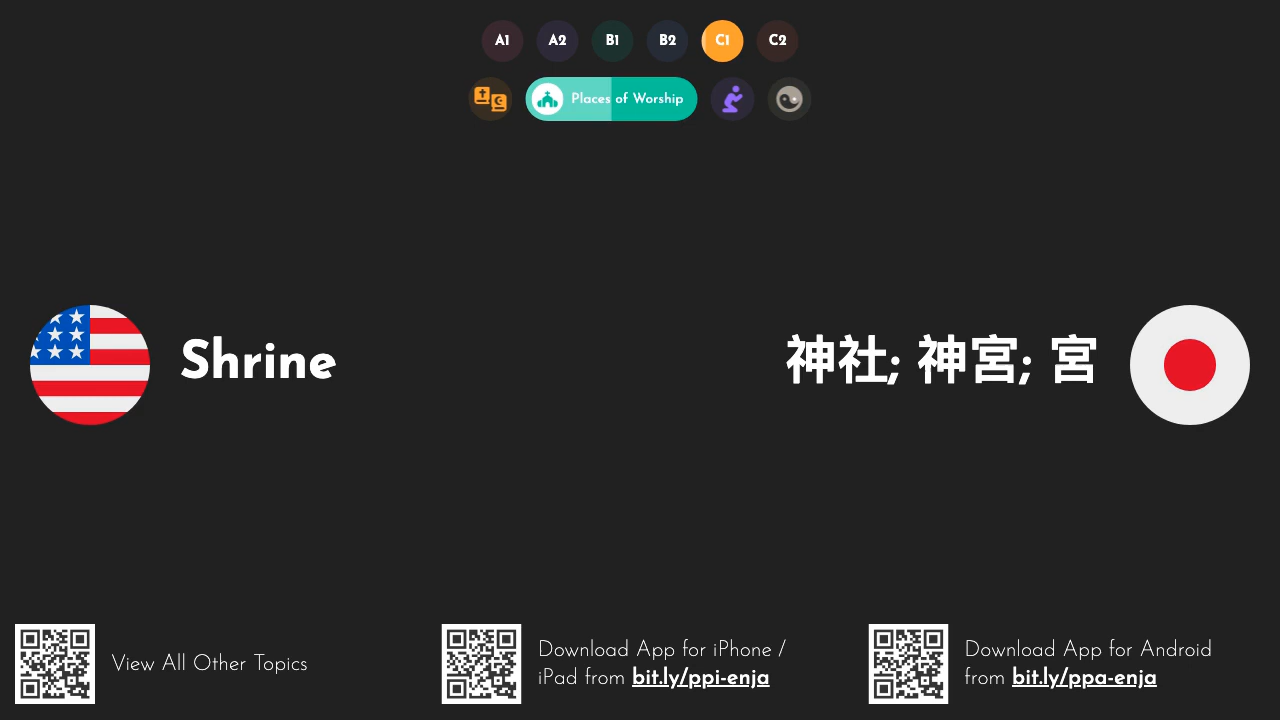 A1 A2 B1 B2 C1 C2
Places of Worship
Shrine
神社; 神宮; 宮
View All Other Topics
Download App for iPhone /
iPad from bit.ly/ppi-enja
Download App for Android
from bit.ly/ppa-enja